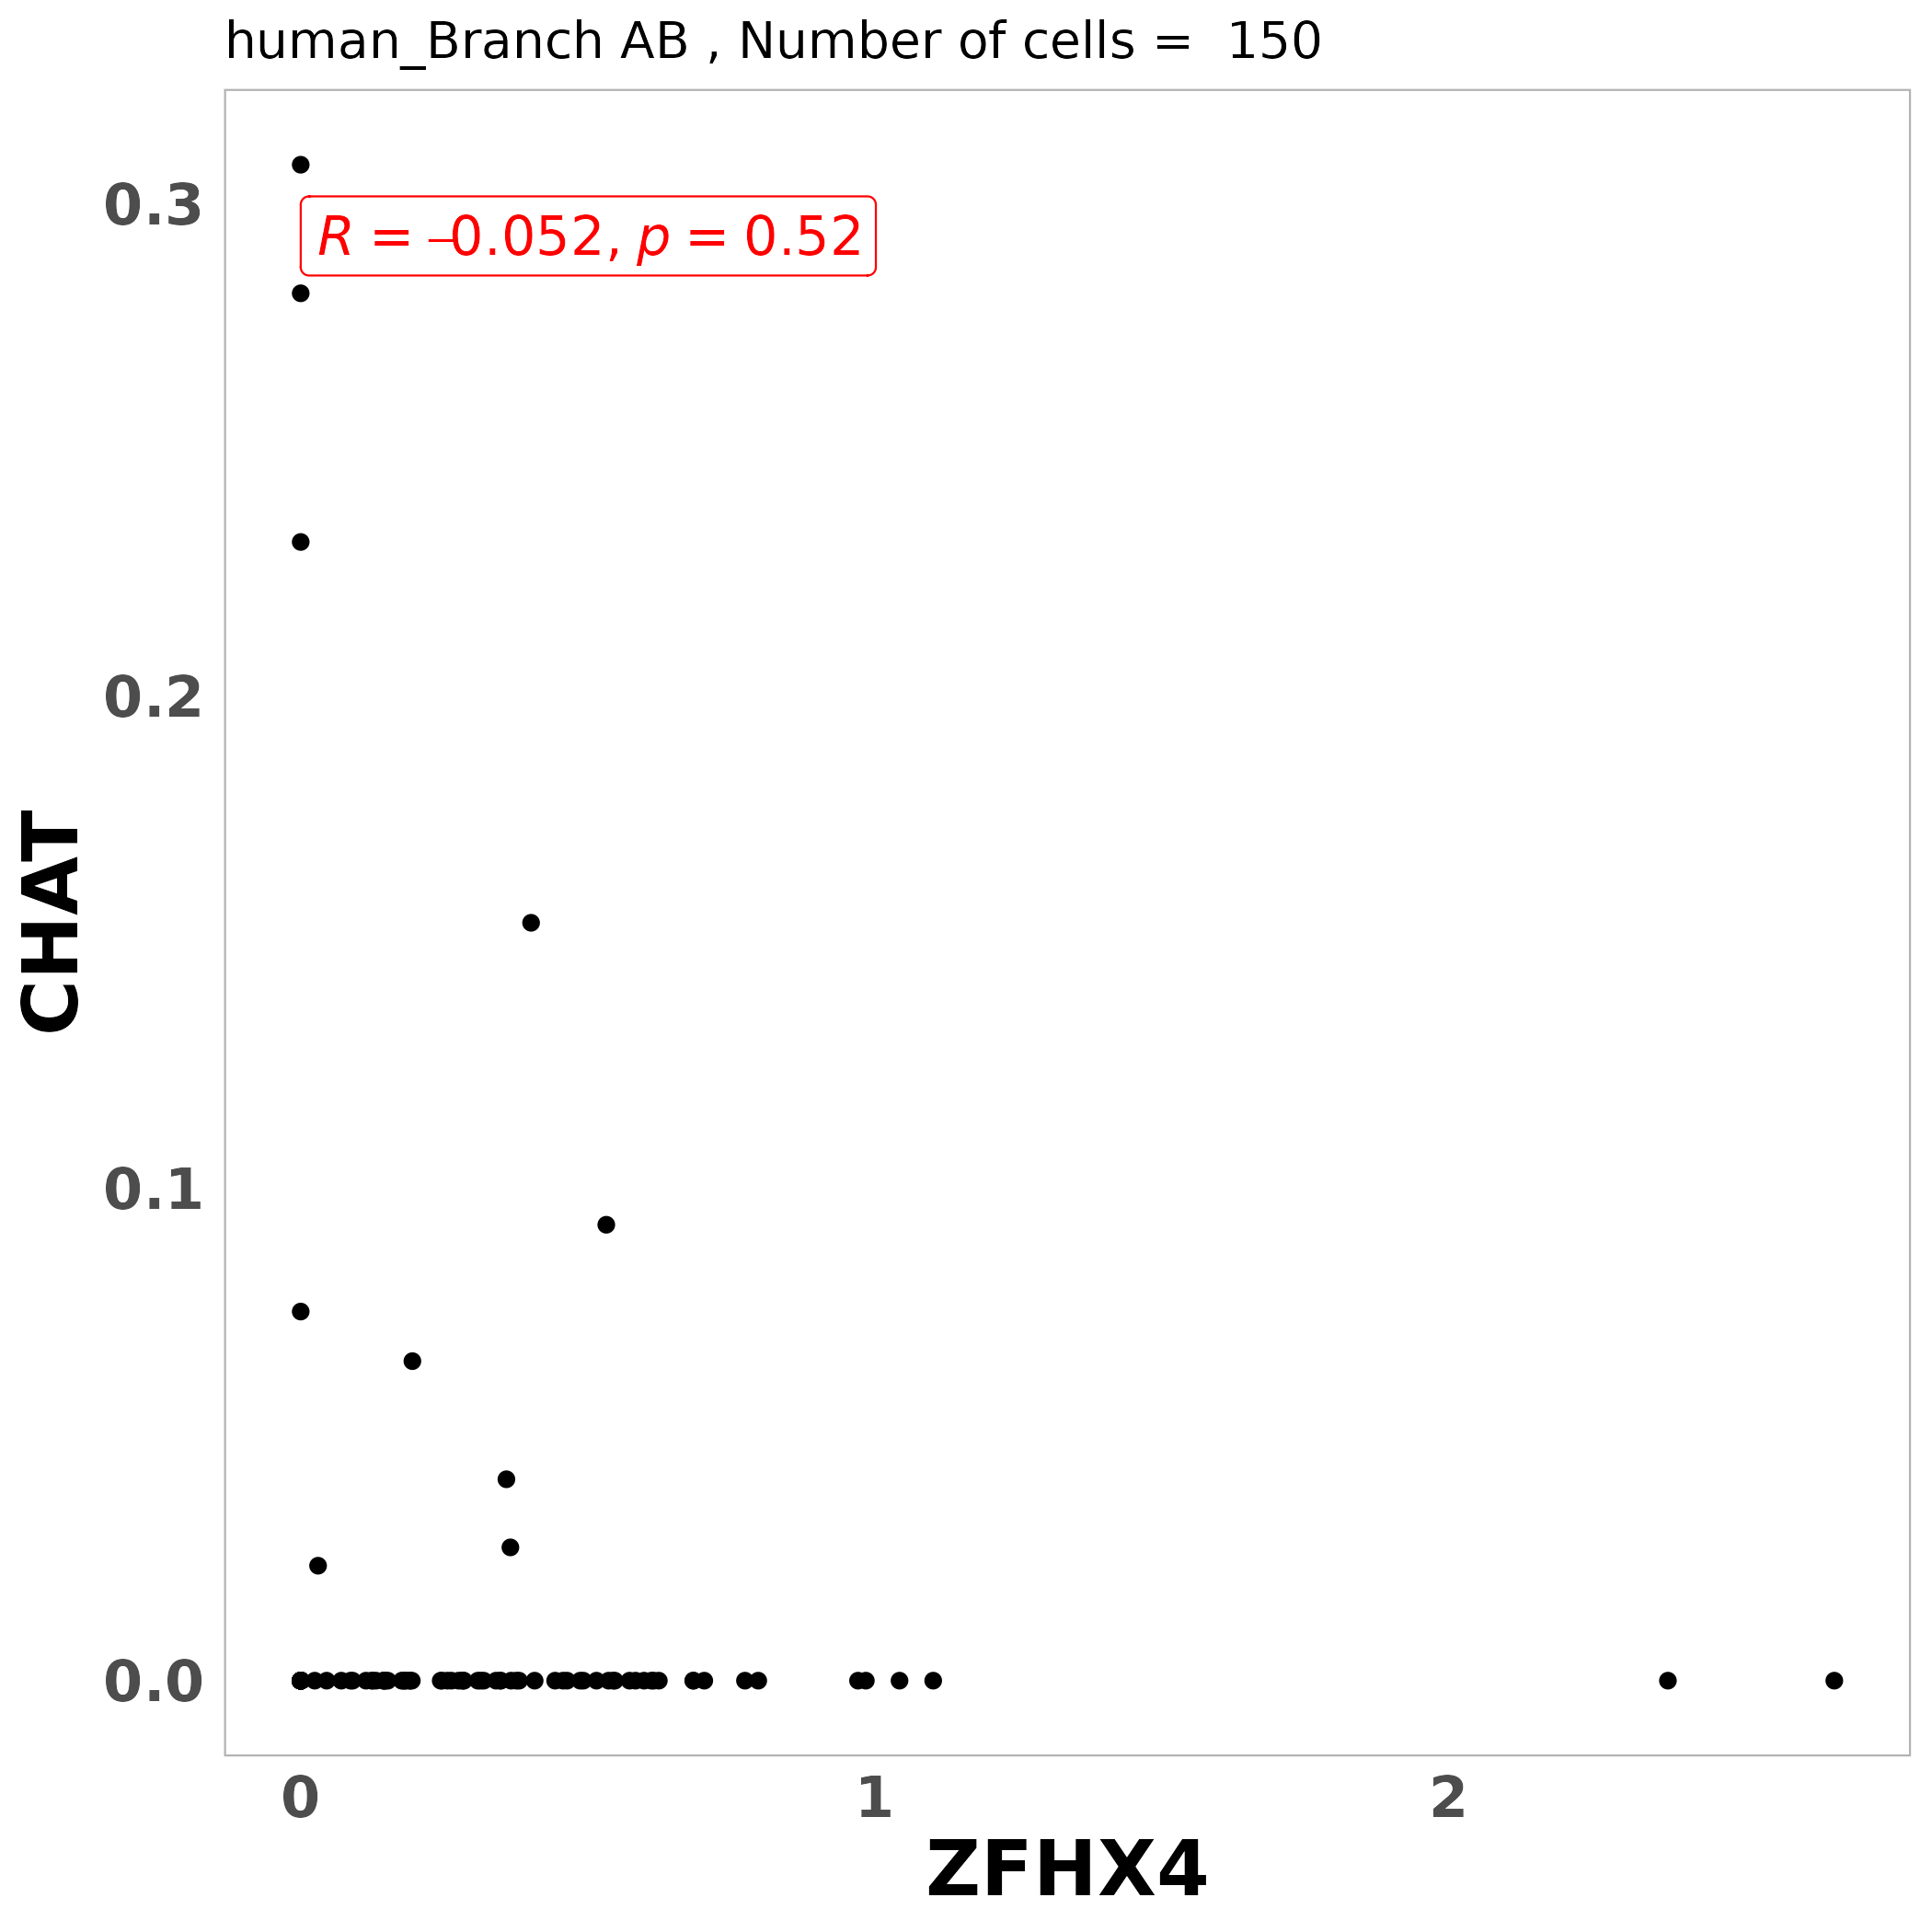 human_Branch AB , Number of cells =  150
R = –0.052, p = 0.52
0.3
0.2
0.1
0.0
CHAT
0
1
2
ZFHX4